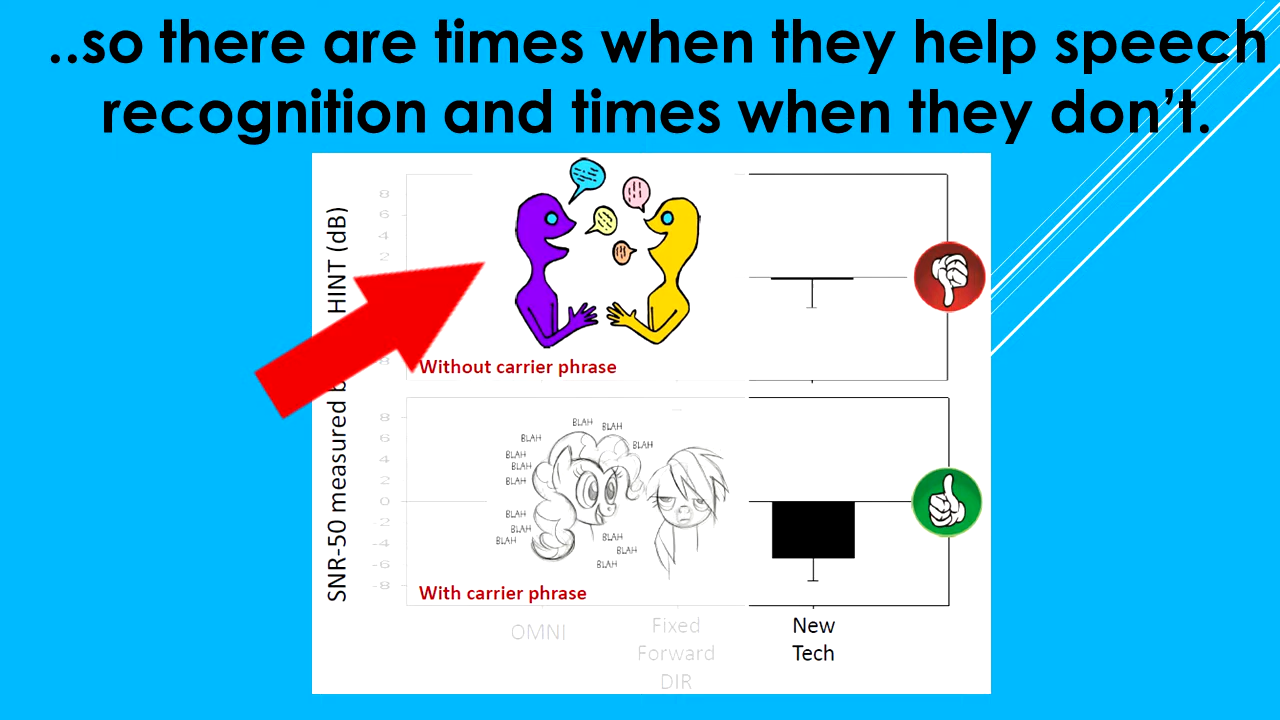 ..so there are times when they help speech
recognition and times when they don't.
SNR-50 measured b
HINT (dB)
8
6
4
2
8
Without carrier phrase
8
6
4
2
0
-2
-4
-6
-8
BLAH
BLAH
BLAH
BLAH
BLAH
BLAH
BLAH
BLAH
BLAH
BLAH
BLAH
BLAH
BLAH
With carrier phrase
OMNI
Fixed
Forward
DIR
New
Tech